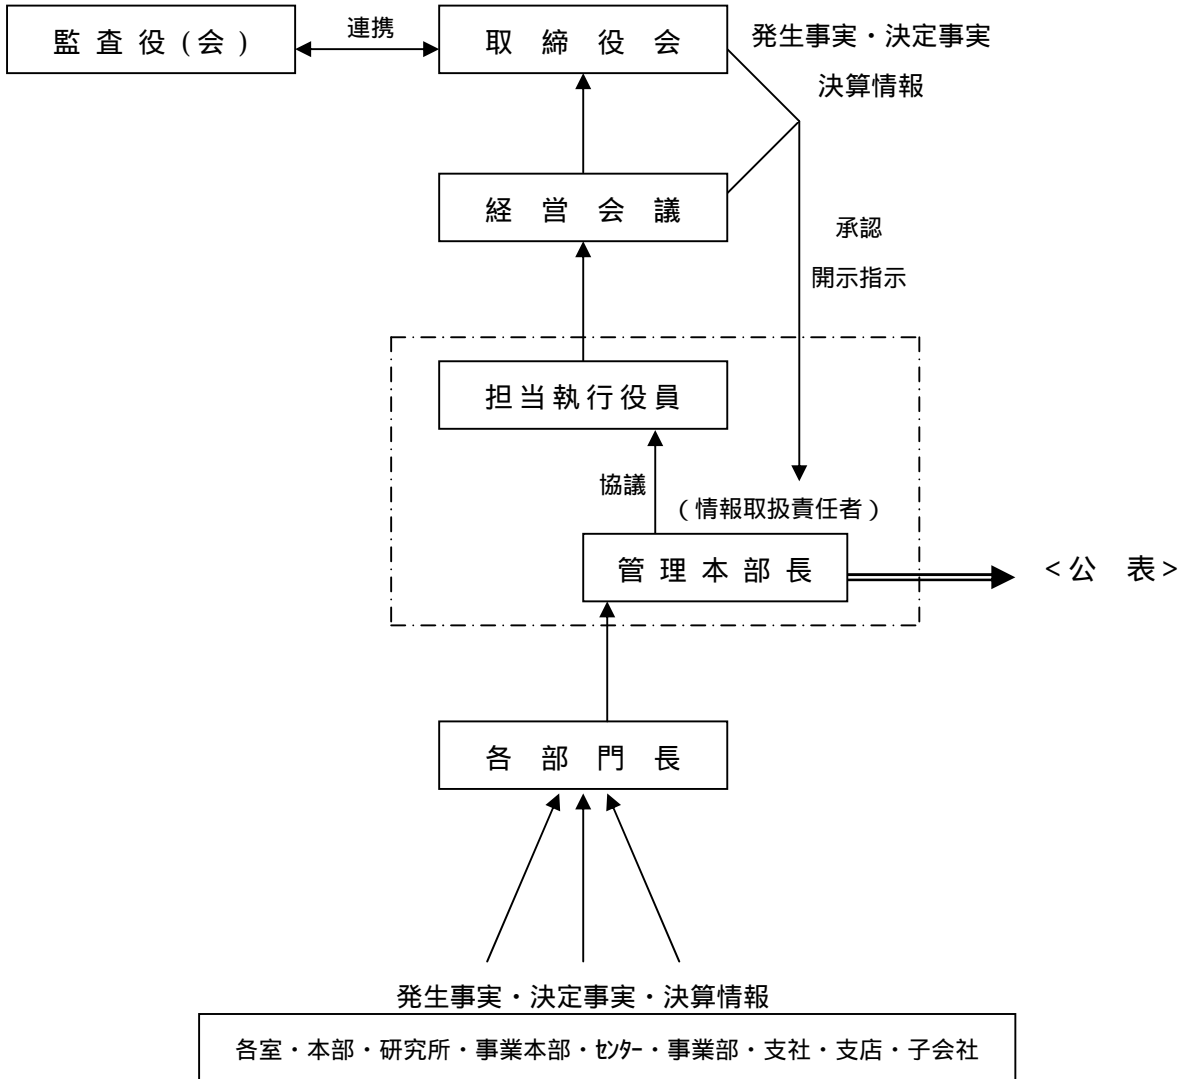 監査役(会)
連携
取締役会
発生事実・決定事実
決算情報
経営会議
承認
開示指示
担当執行役員
協議
(情報取扱責任者)
管理本部長
<公 表>
各部門長
発生事実・決定事実・決算情報
各室・本部・研究所・事業本部・センター・事業部・支社・支店・子会社